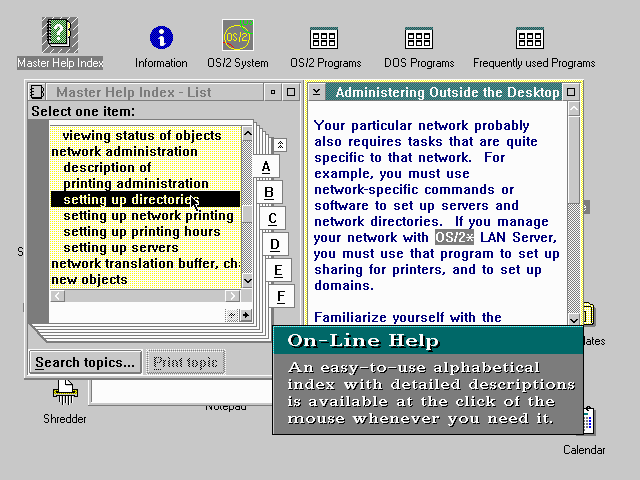 Master Help Index
Information
OS/2
OS/2 System
OS/2 Programs
DOS Programs
Frequently used Programs
Master Help Index - List
Select one item:
viewing status of objects
network administration
description of
printing administration
setting up directories
setting up network printing
setting up printing hours
setting up servers
network translation buffer, cha
new objects
A
B
C
D
E
F
Search topics...
Print topic
Administering Outside the Desktop
Your particular network probably
also requires tasks that are quite
specific to that network. For
example, you must use
network-specific commands or
software to set up servers and
network directories. If you manage
your network with OS/2* LAN Server,
you must use that program to set up
sharing for printers, and to set up
domains.
Familiarize yourself with the
On-Line Help
An easy-to-use alphabetical
index with detailed descriptions
is available at the click of the
mouse whenever you need it.
S
lates
Shredder
Notepad
Calendar